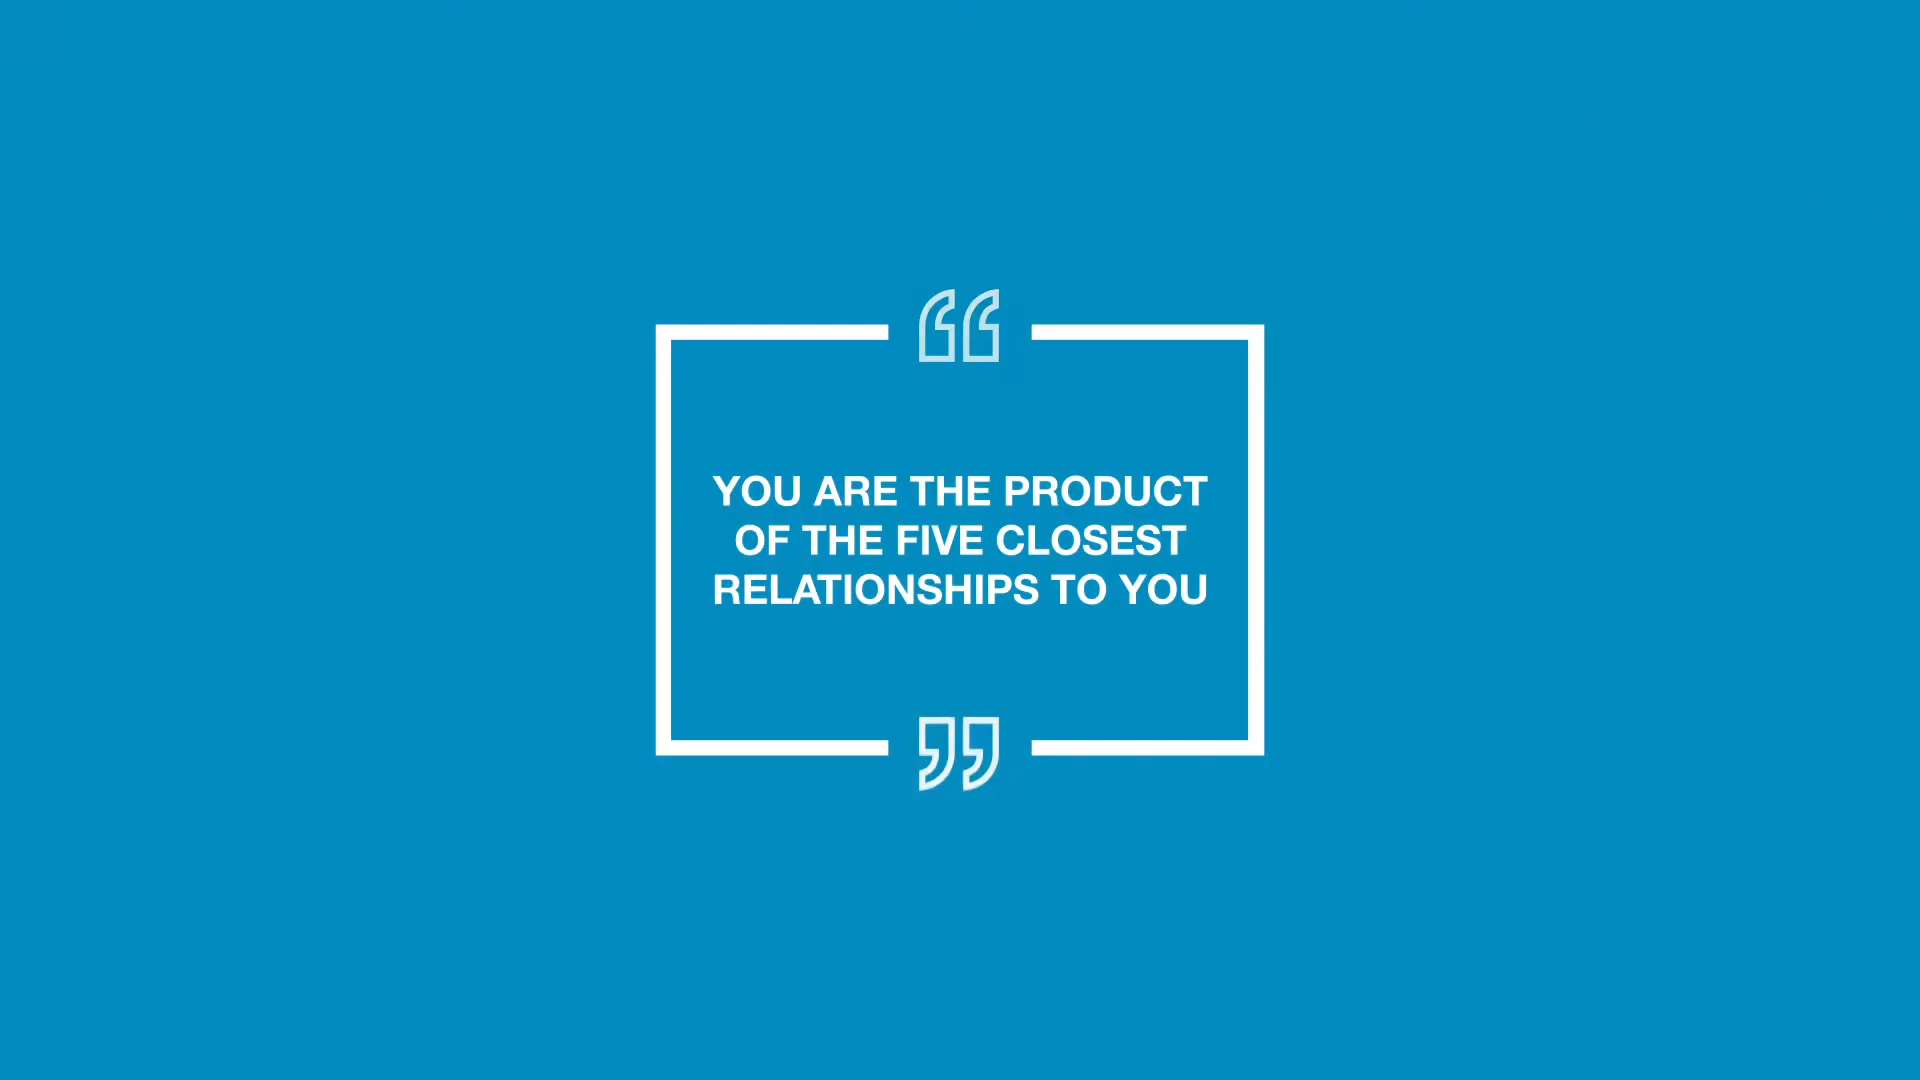 “
YOU ARE THE PRODUCT
OF THE FIVE CLOSEST
RELATIONSHIPS TO YOU
”